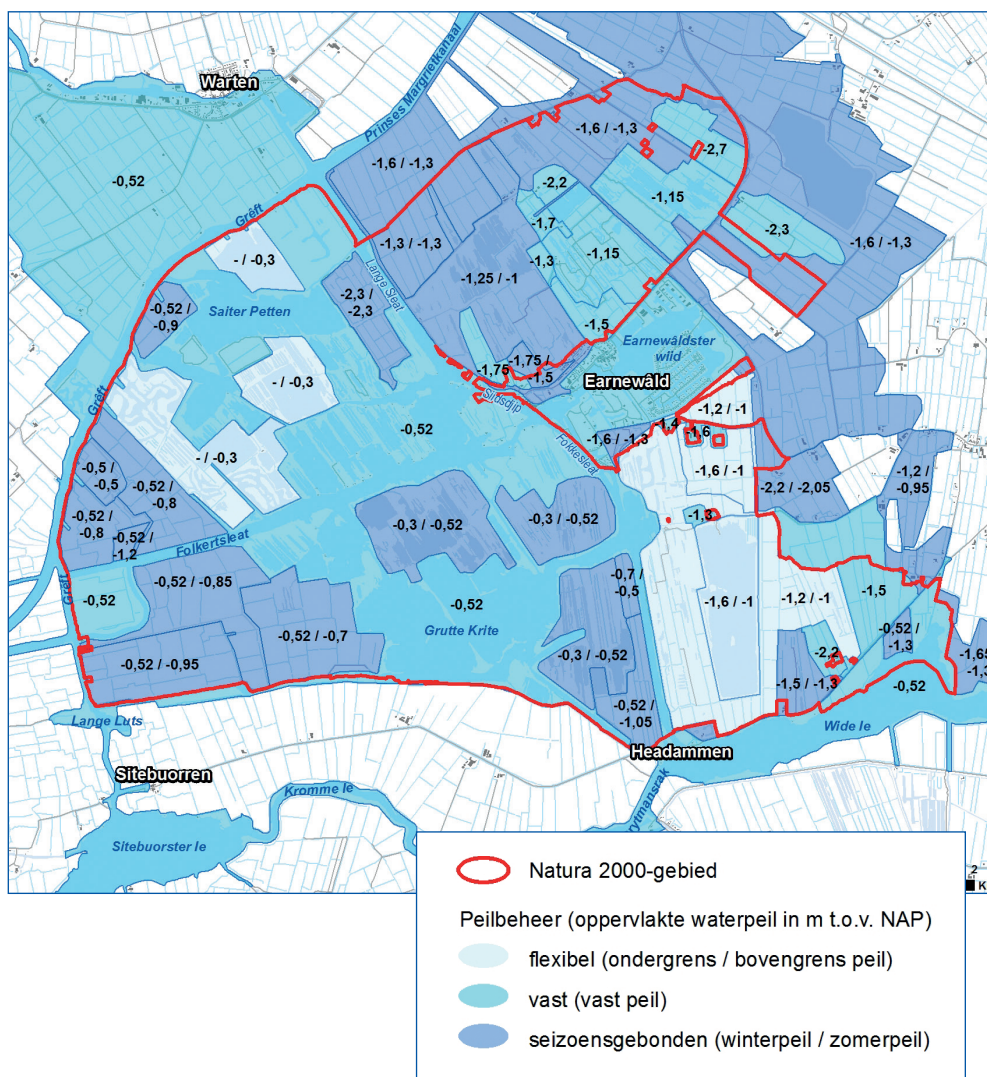 Warten
Prinses Margrietkanaal
-1,6 / -1,3
-2,7
-1,6 / -1,3
-0,52
-2,2
-1,15
Grêft
-1,7
-2,3
-1,3 / -1,3
-1,6 / -1,3
-1,3
-1,15
- / -0,3
Lange Sleat
-1,25 / -1
-2,3 /
-2,3
-0,52 /
-0,9
Saiter Petten
-1,5
Earnewâldster
wiid
-1,75
-1,75 /
-1,5
Earnewâld
Grêft
- / -0,3
Sijdsdjip
-1,2 / -1
-0,52
-1,4
-1,6
-1,6 / -1,3
Fokkesleat
- / -0,3
-1,6 / -1
-0,5 /
-0,5
-0,52 /
-0,8
-2,2 / -2,05
-1,2 /
-0,95
-0,52 /
-0,8
-0,52 /
-1,2
-0,3 / -0,52
-0,3 / -0,52
-1,3
Folkertsleat
Grêft
-0,52
-0,52 / -0,85
-0,7 /
-0,5
-0,52
-1,6 / -1
-1,2 / -1
-1,5
Grutte Krite
-0,52 / -0,7
-0,52 /
-1,3
-0,52 / -0,95
-0,3 / -0,52
-2,2
-1,65
-1,3
-1,5 / -1,3
-0,52
-0,52 /
-1,05
Lange Luts
Wide Ie
Headammen
Sitebuorren
Kromme Ie
rytmansrak
Sitebuorster Ie
2
K
Natura 2000-gebied
Peilbeheer (oppervlakte waterpeil in m t.o.v. NAP)
flexibel (ondergrens / bovengrens peil)
vast (vast peil)
seizoensgebonden (winterpeil / zomerpeil)